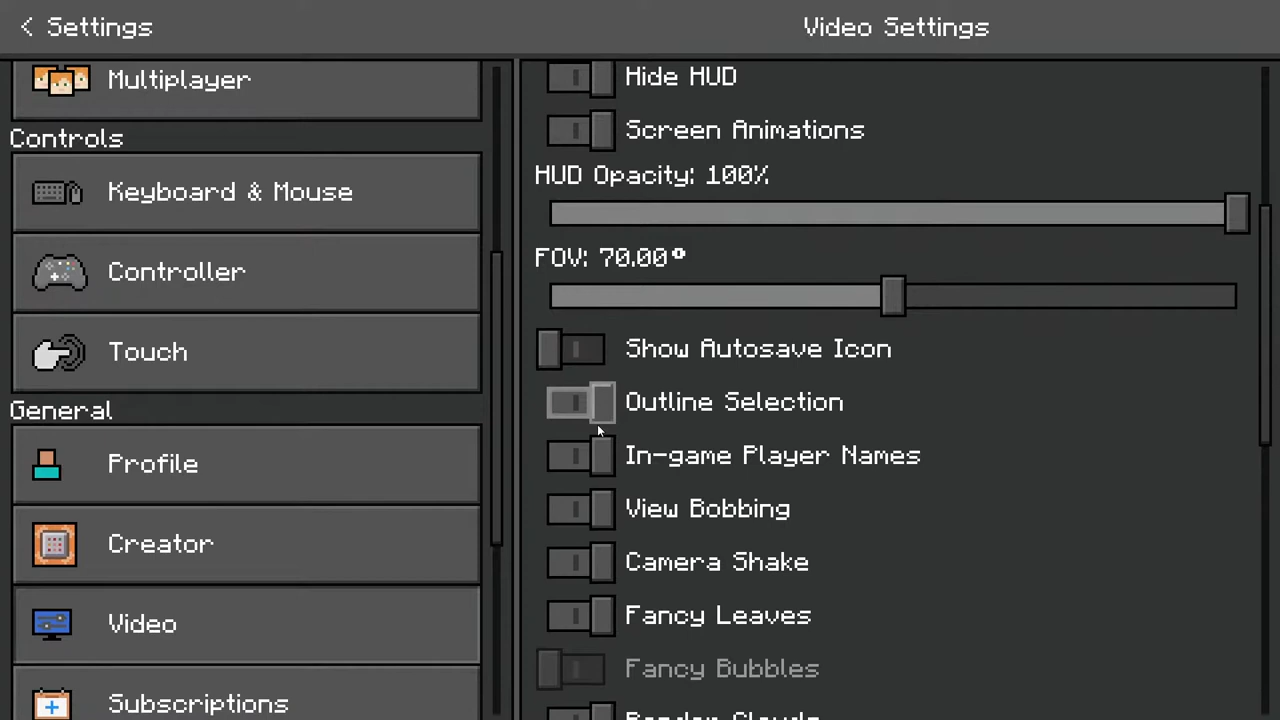 Settings
Video Settings
Multiplayer
Controls
Keyboard & Mouse
Controller
Touch
General
Profile
Creator
Video
Subscriptions
Hide HUD
Screen Animations
HUD Opacity: 100%
FOV: 70.00°
Show Autosave Icon
Outline Selection
In-game Player Names
View Bobbing
Camera Shake
Fancy Leaves
Fancy Bubbles
Render Clouds